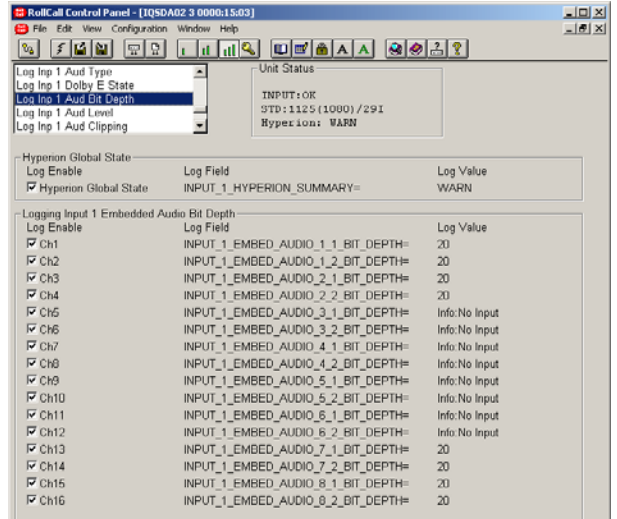 RollCall Control Panel - [IQSDA02 3 0000:15:03]
File Edit View Configuration Window Help
Log Inp 1 Aud Type
Log Inp 1 Dolby E State
Log Inp 1 Aud Bit Depth
Log Inp 1 Aud Level
Log Inp 1 Aud Clipping
Unit Status
INPUT:OK
STD:1125(1080)/29I
Hyperion: WARN
Hyperion Global State
Log Enable Log Field Log Value
Hyperion Global State INPUT_1_HYPERION_SUMMARY= WARN
Logging Input 1 Embedded Audio Bit Depth
Log Enable Log Field Log Value
Ch1 INPUT_1_EMBED_AUDIO_1_1_BIT_DEPTH= 20
Ch2 INPUT_1_EMBED_AUDIO_1_2_BIT_DEPTH= 20
Ch3 INPUT_1_EMBED_AUDIO_2_1_BIT_DEPTH= 20
Ch4 INPUT_1_EMBED_AUDIO_2_2_BIT_DEPTH= 20
Ch5 INPUT_1_EMBED_AUDIO_3_1_BIT_DEPTH= Info:No Input
Ch6 INPUT_1_EMBED_AUDIO_3_2_BIT_DEPTH= Info:No Input
Ch7 INPUT_1_EMBED_AUDIO_4_1_BIT_DEPTH= Info:No Input
Ch8 INPUT_1_EMBED_AUDIO_4_2_BIT_DEPTH= Info:No Input
Ch9 INPUT_1_EMBED_AUDIO_5_1_BIT_DEPTH= Info:No Input
Ch10 INPUT_1_EMBED_AUDIO_5_2_BIT_DEPTH= Info:No Input
Ch11 INPUT_1_EMBED_AUDIO_6_1_BIT_DEPTH= Info:No Input
Ch12 INPUT_1_EMBED_AUDIO_6_2_BIT_DEPTH= Info:No Input
Ch13 INPUT_1_EMBED_AUDIO_7_1_BIT_DEPTH= 20
Ch14 INPUT_1_EMBED_AUDIO_7_2_BIT_DEPTH= 20
Ch15 INPUT_1_EMBED_AUDIO_8_1_BIT_DEPTH= 20
Ch16 INPUT_1_EMBED_AUDIO_8_2_BIT_DEPTH= 20